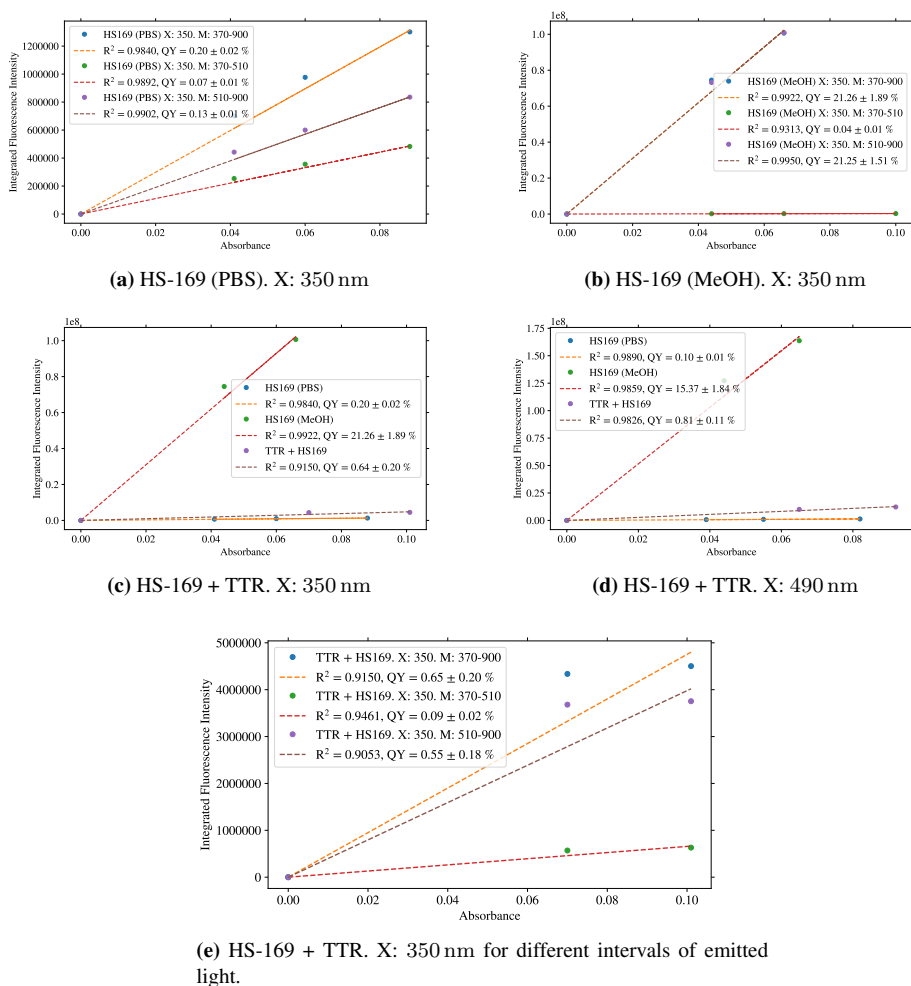 1200000
1000000
800000
600000
400000
200000
0
Integrated Fluorescence Intensity
HS169 (PBS) X: 350. M: 370-900
R² = 0.9840, QY = 0.20 ± 0.02 %
HS169 (PBS) X: 350. M: 370-510
R² = 0.9892, QY = 0.07 ± 0.01 %
HS169 (PBS) X: 350. M: 510-900
R² = 0.9902, QY = 0.13 ± 0.01 %
0.00 0.02 0.04 0.06 0.08
Absorbance
(a) HS-169 (PBS). X: 350 nm
1e8
1.0
0.8
0.6
0.4
0.2
0.0
Integrated Fluorescence Intensity
HS169 (MeOH) X: 350. M: 370-900
R² = 0.9922, QY = 21.26 ± 1.89 %
HS169 (MeOH) X: 350. M: 370-510
R² = 0.9313, QY = 0.04 ± 0.01 %
HS169 (MeOH) X: 350. M: 510-900
R² = 0.9950, QY = 21.25 ± 1.51 %
0.00 0.02 0.04 0.06 0.08 0.10
Absorbance
(b) HS-169 (MeOH). X: 350 nm
1e8
1.0
0.8
0.6
0.4
0.2
0.0
Integrated Fluorescence Intensity
HS169 (PBS)
R² = 0.9840, QY = 0.20 ± 0.02 %
HS169 (MeOH)
R² = 0.9922, QY = 21.26 ± 1.89 %
TTR + HS169
R² = 0.9150, QY = 0.64 ± 0.20 %
0.00 0.02 0.04 0.06 0.08 0.10
Absorbance
(c) HS-169 + TTR. X: 350 nm
1e8
1.75
1.50
1.25
1.00
0.75
0.50
0.25
0.00
Integrated Fluorescence Intensity
HS169 (PBS)
R² = 0.9890, QY = 0.10 ± 0.01 %
HS169 (MeOH)
R² = 0.9859, QY = 15.37 ± 1.84 %
TTR + HS169
R² = 0.9826, QY = 0.81 ± 0.11 %
0.00 0.02 0.04 0.06 0.08
Absorbance
(d) HS-169 + TTR. X: 490 nm
5000000
4000000
3000000
2000000
1000000
0
Integrated Fluorescence Intensity
TTR + HS169. X: 350. M: 370-900
R² = 0.9150, QY = 0.65 ± 0.20 %
TTR + HS169. X: 350. M: 370-510
R² = 0.9461, QY = 0.09 ± 0.02 %
TTR + HS169. X: 350. M: 510-900
R² = 0.9053, QY = 0.55 ± 0.18 %
0.00 0.02 0.04 0.06 0.08 0.10
Absorbance
(e) HS-169 + TTR. X: 350 nm for different intervals of emitted
light.